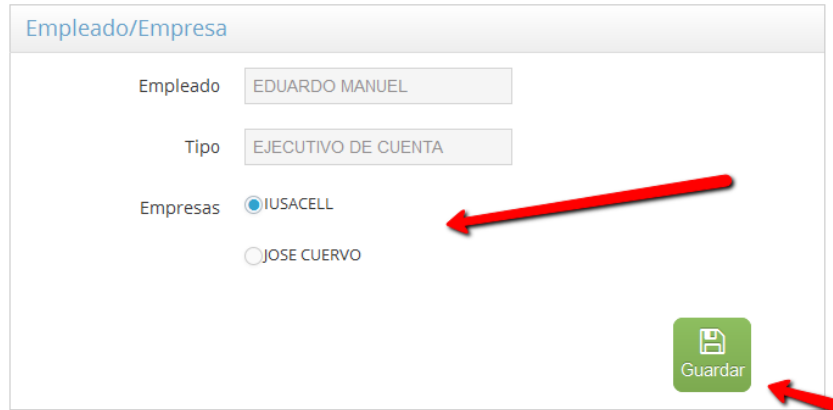 Empleado/Empresa
Empleado EDUARDO MANUEL
Tipo EJECUTIVO DE CUENTA
Empresas IUSACELL
JOSE CUERVO
Guardar